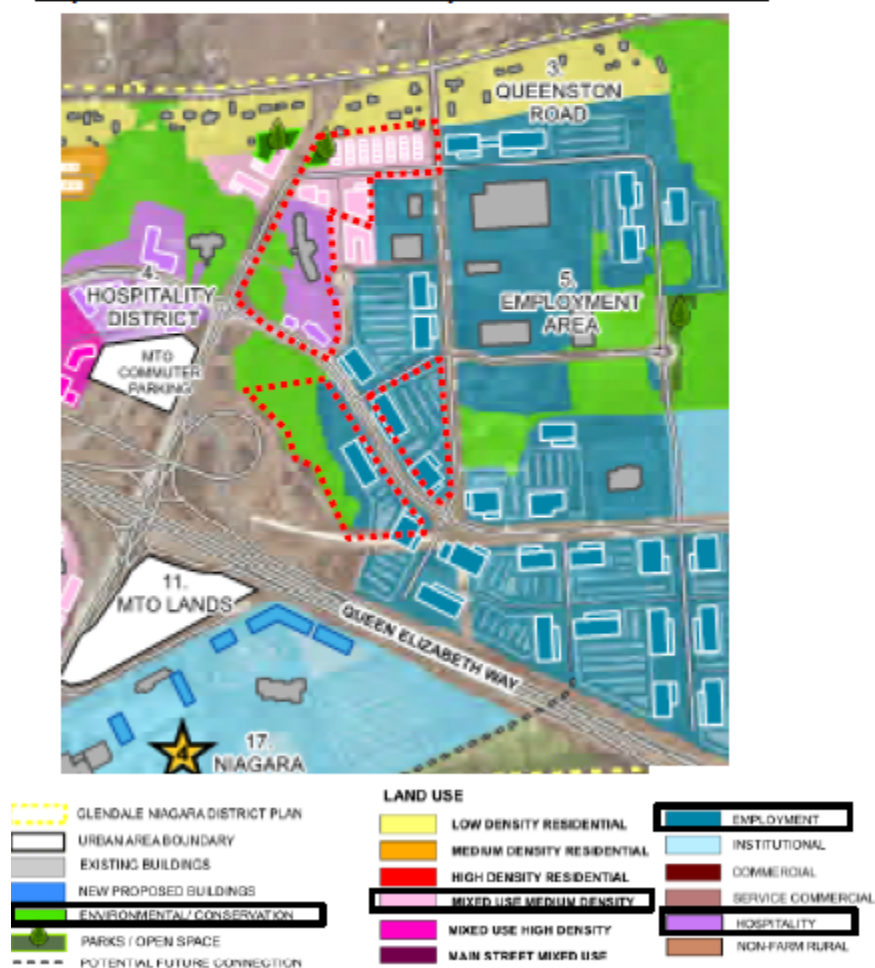 3.
QUEENSTON
ROAD
4.
HOSPITALITY
DISTRICT
5.
EMPLOYMENT
AREA
MTO
COMMUTER
PARKING
11.
MTO LANDS
QUEEN ELIZABETH WAY
4
17.
NIAGARA
LAND USE
GLENDALE NIAGARA DISTRICT PLAN
URBAN AREA BOUNDARY
EXISTING BUILDINGS
NEW PROPOSED BUILDINGS
ENVIRONMENTAL/ CONSERVATION
PARKS / OPEN SPACE
POTENTIAL FUTURE CONNECTION
LOW DENSITY RESIDENTIAL
MEDIUM DENSITY RESIDENTIAL
HIGH DENSITY RESIDENTIAL
MIXED USE MEDIUM DENSITY
MIXED USE HIGH DENSITY
MAIN STREET MIXED USE
EMPLOYMENT
INSTITUTIONAL
COMMERCIAL
SERVICE COMMERCIAL
HOSPITALITY
NON-FARM RURAL